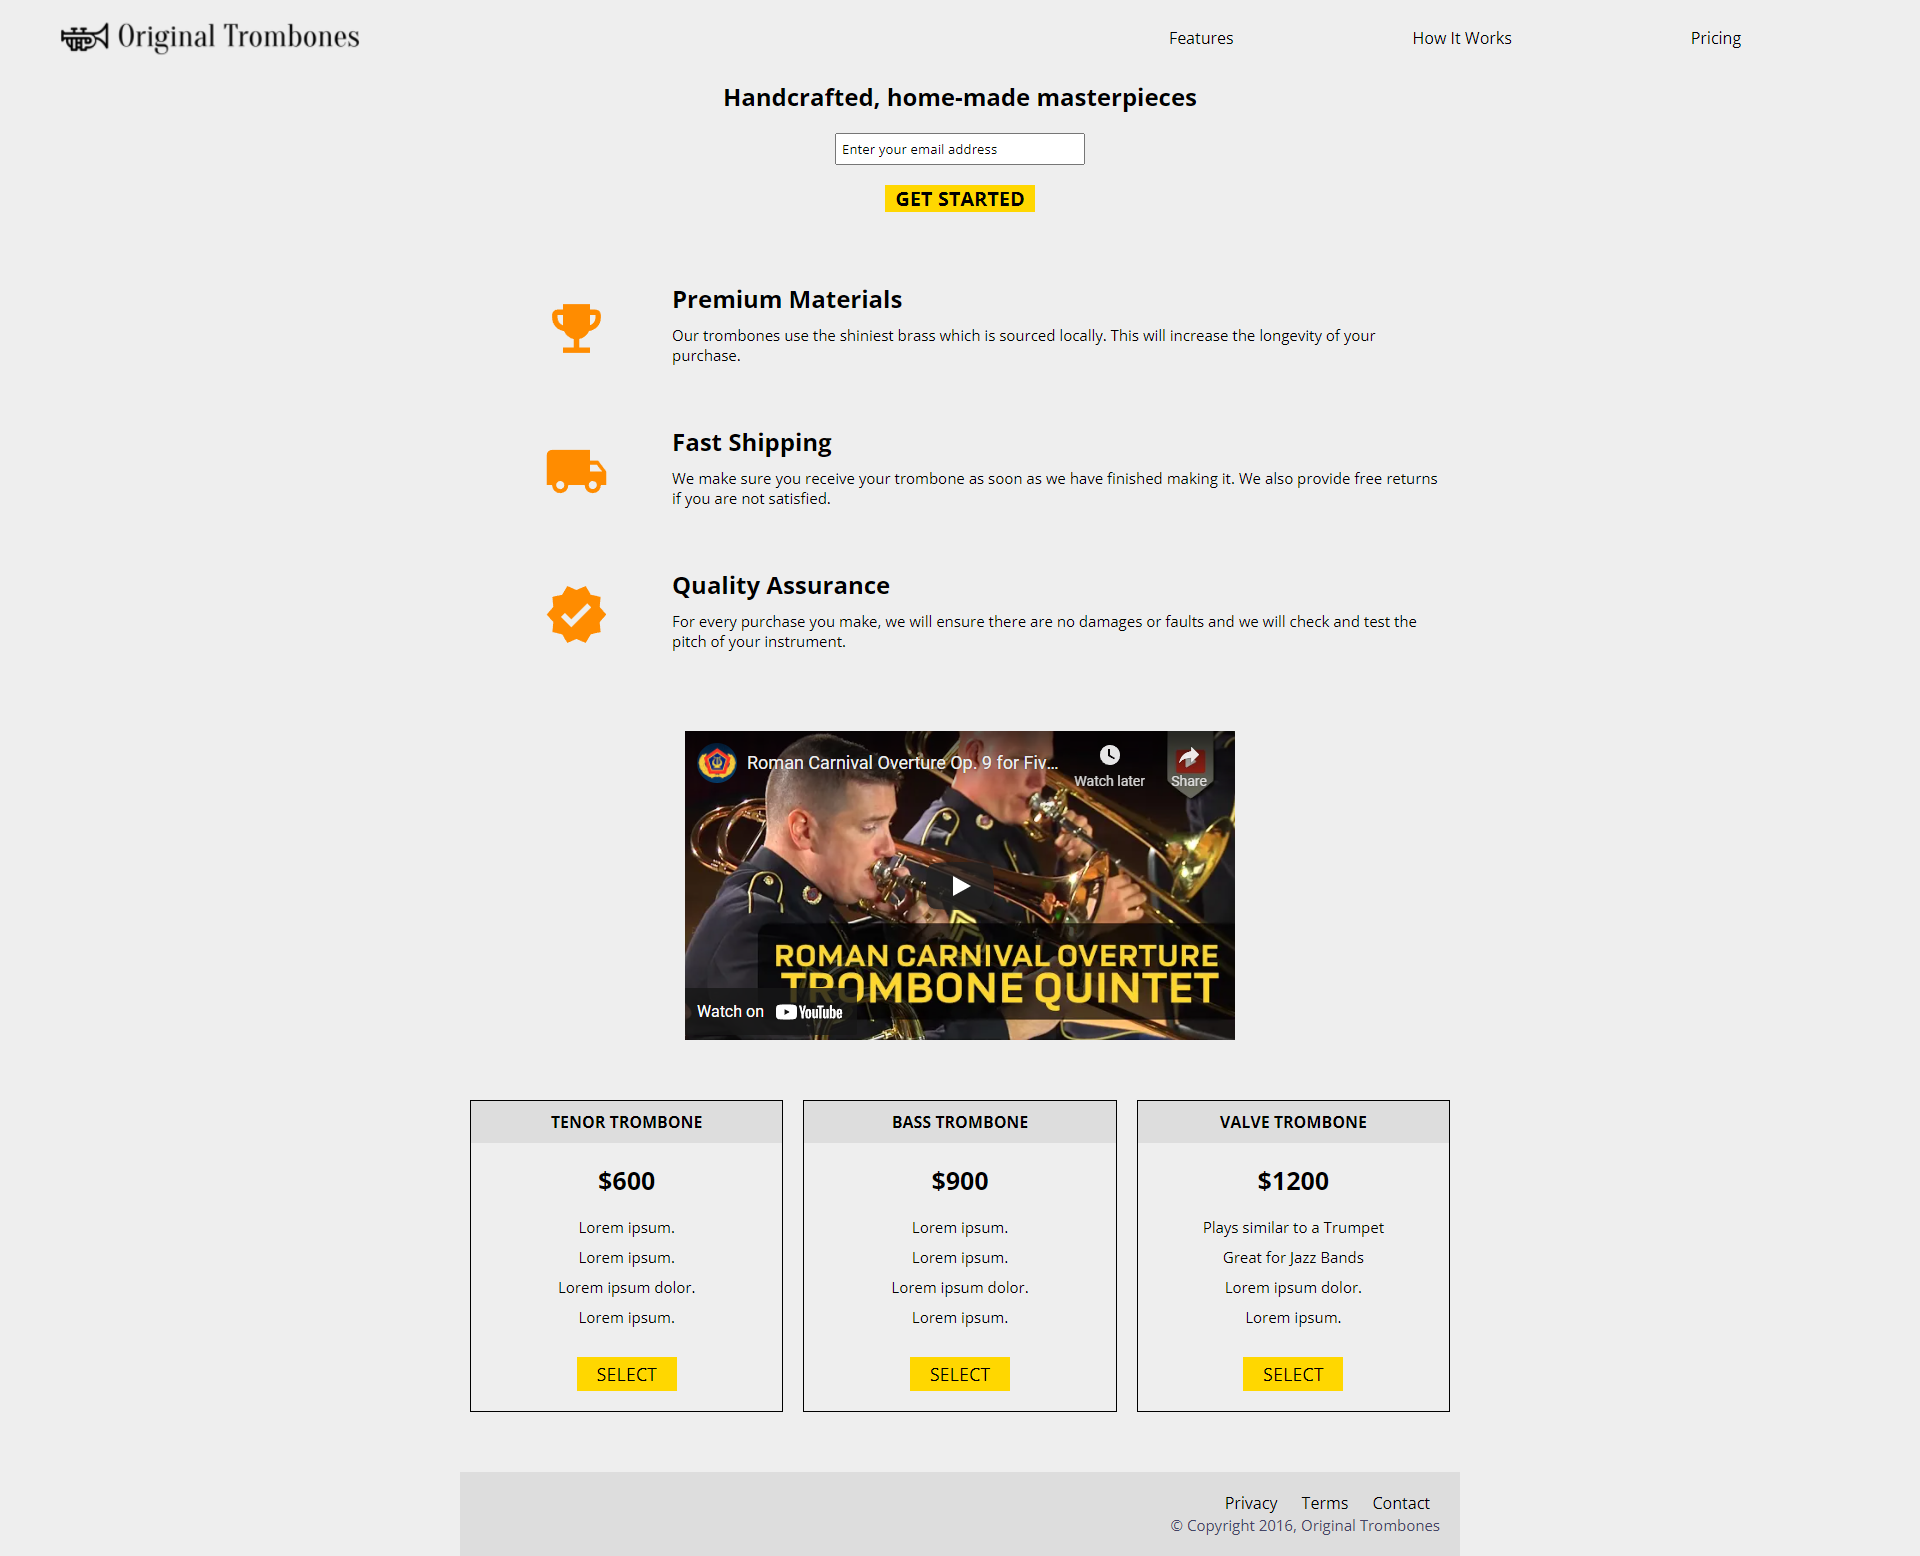 Original Trombones
Features
How It Works
Pricing
Handcrafted, home-made masterpieces
Enter your email address
GET STARTED
Premium Materials
Our trombones use the shiniest brass which is sourced locally. This will increase the longevity of your
purchase.
Fast Shipping
We make sure you receive your trombone as soon as we have finished making it. We also provide free returns
if you are not satisfied.
Quality Assurance
For every purchase you make, we will ensure there are no damages or faults and we will check and test the
pitch of your instrument.
Roman Carnival Overture Op. 9 for Fiv...
Watch later
Share
ROMAN CARNIVAL OVERTURE
TROMBONE QUINTET
Watch on YouTube
TENOR TROMBONE
$600
Lorem ipsum.
Lorem ipsum.
Lorem ipsum dolor.
Lorem ipsum.
SELECT
BASS TROMBONE
$900
Lorem ipsum.
Lorem ipsum.
Lorem ipsum dolor.
Lorem ipsum.
SELECT
VALVE TROMBONE
$1200
Plays similar to a Trumpet
Great for Jazz Bands
Lorem ipsum dolor.
Lorem ipsum.
SELECT
Privacy Terms Contact
© Copyright 2016, Original Trombones